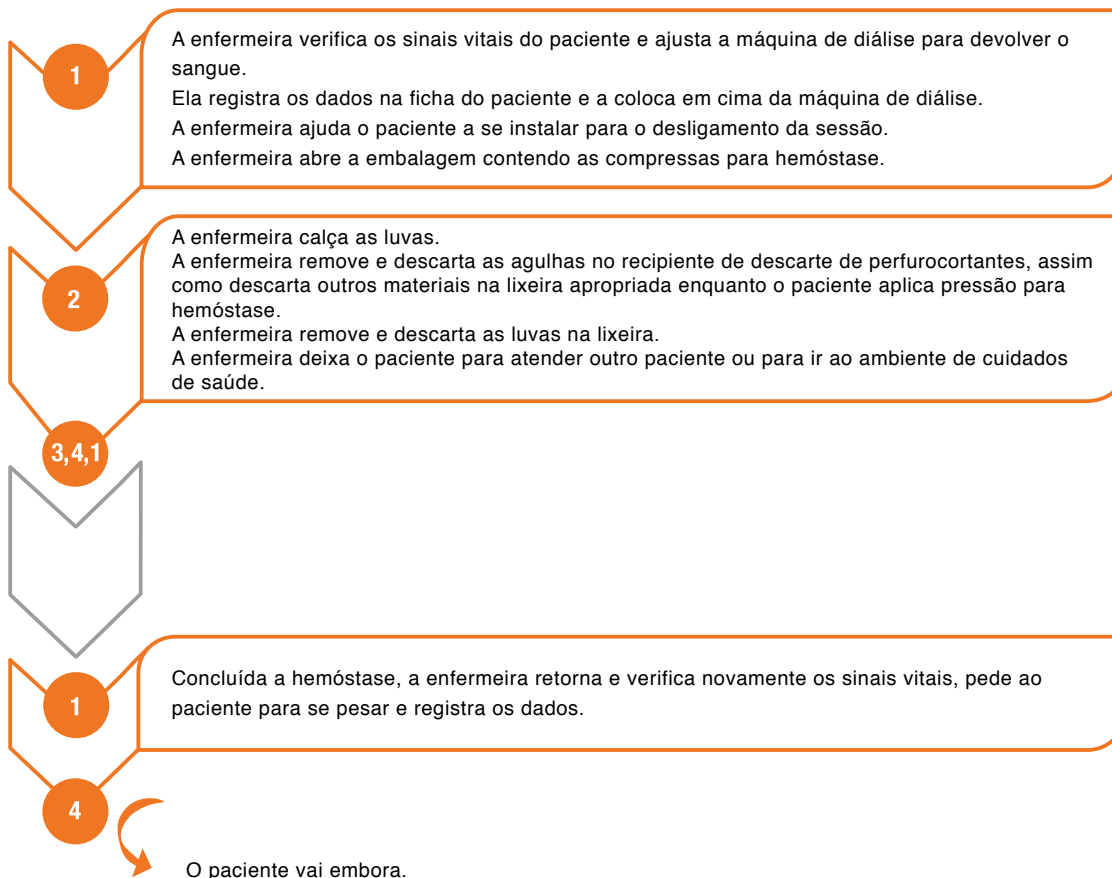 1
A enfermeira verifica os sinais vitais do paciente e ajusta a máquina de diálise para devolver o
sangue.
Ela registra os dados na ficha do paciente e a coloca em cima da máquina de diálise.
A enfermeira ajuda o paciente a se instalar para o desligamento da sessão.
A enfermeira abre a embalagem contendo as compressas para hemóstase.
2
A enfermeira calça as luvas.
A enfermeira remove e descarta as agulhas no recipiente de descarte de perfurocortantes, assim
como descarta outros materiais na lixeira apropriada enquanto o paciente aplica pressão para
hemóstase.
A enfermeira remove e descarta as luvas na lixeira.
A enfermeira deixa o paciente para atender outro paciente ou para ir ao ambiente de cuidados
de saúde.
3,4,1
1
Concluída a hemóstase, a enfermeira retorna e verifica novamente os sinais vitais, pede ao
paciente para se pesar e registra os dados.
4
O paciente vai embora.